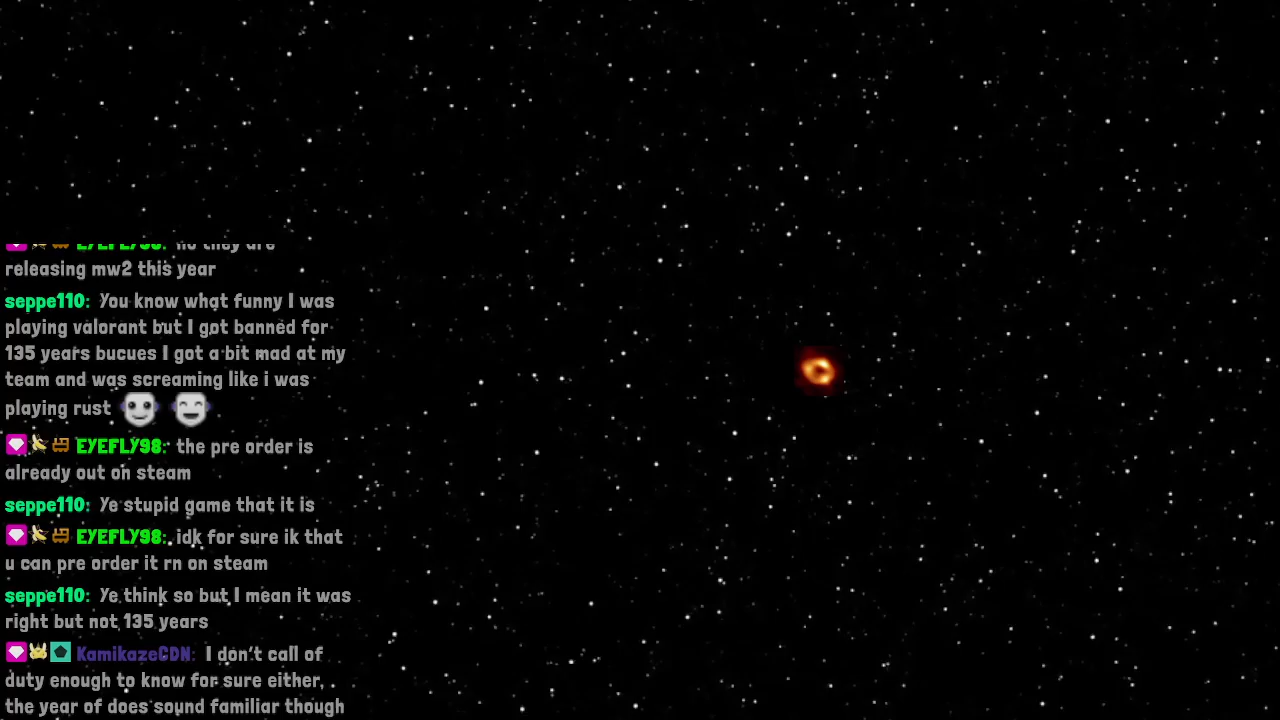 EYEFLY98: no they are
releasing mw2 this year
seppe110: You know what funny I was
playing valorant but I got banned for
135 years bucues I got a bit mad at my
team and was screaming like i was
playing rust
EYEFLY98: the pre order is
already out on steam
seppe110: Ye stupid game that it is
EYEFLY98: idk for sure ik that
u can pre order it rn on steam
seppe110: Ye think so but I mean it was
right but not 135 years
KamikazeCDN: I don't call of
duty enough to know for sure either,
the year of does sound familiar though